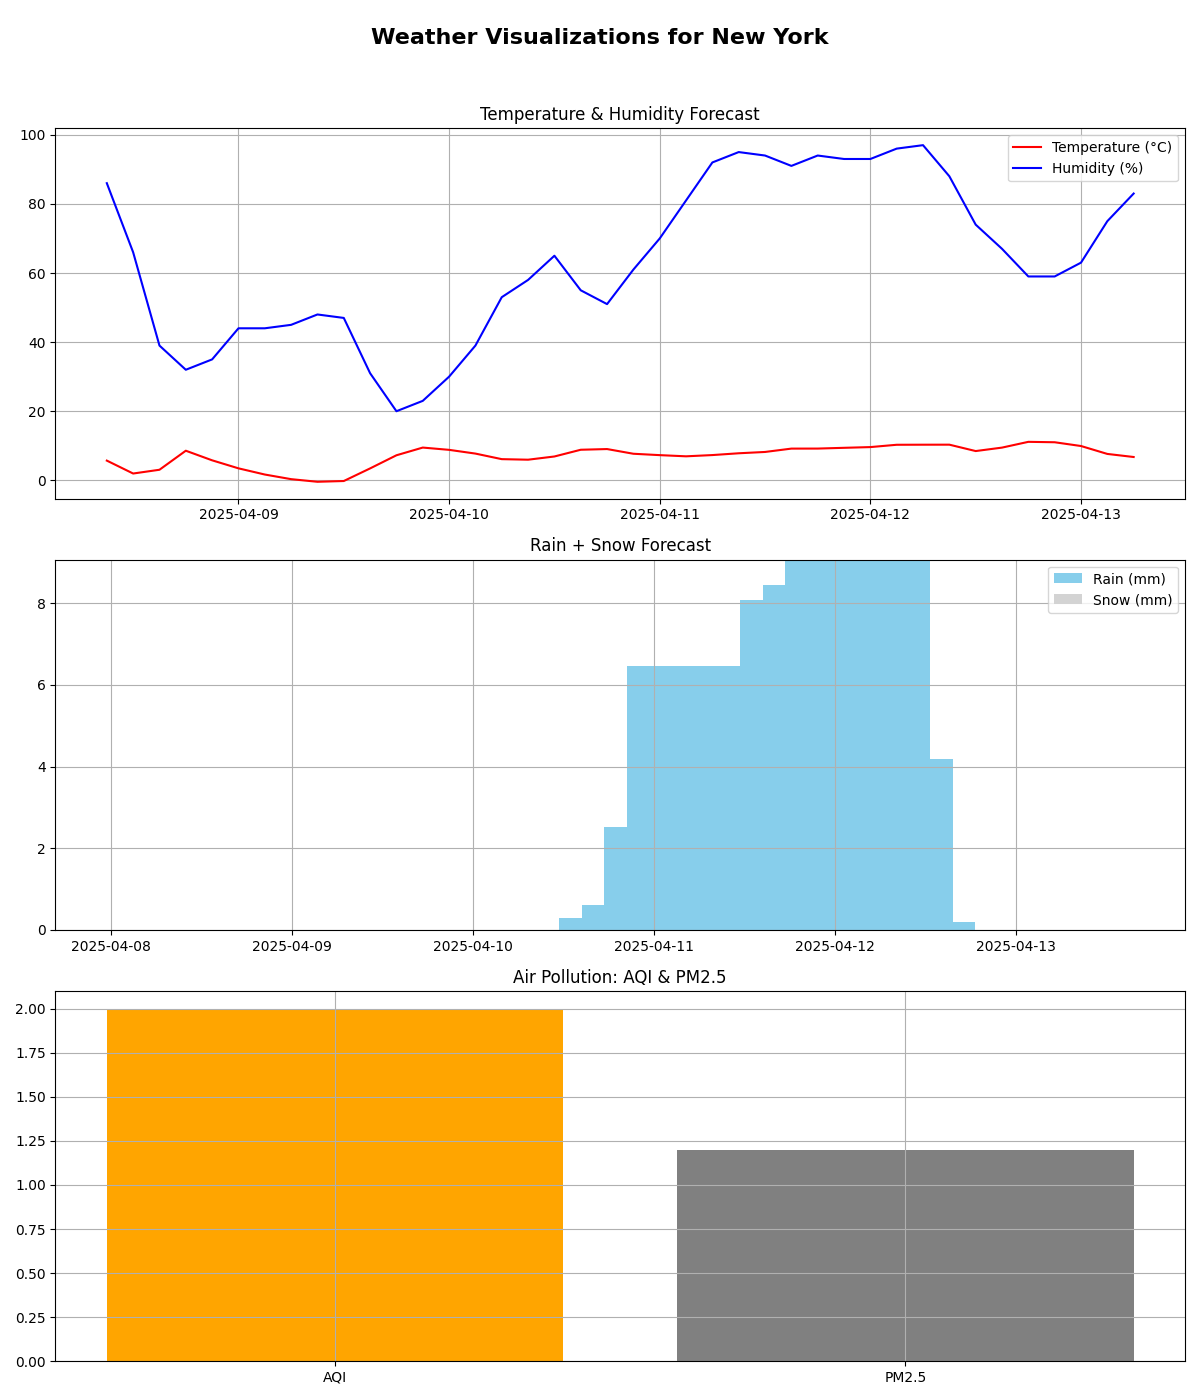 Weather Visualizations for New York
Temperature & Humidity Forecast
100
80
60
40
20
0
Temperature (°C)
Humidity (%)
2025-04-09 2025-04-10 2025-04-11 2025-04-12 2025-04-13
Rain + Snow Forecast
8
6
4
2
0
Rain (mm)
Snow (mm)
2025-04-08 2025-04-09 2025-04-10 2025-04-11 2025-04-12 2025-04-13
Air Pollution: AQI & PM2.5
2.00
1.75
1.50
1.25
1.00
0.75
0.50
0.25
0.00
AQI PM2.5